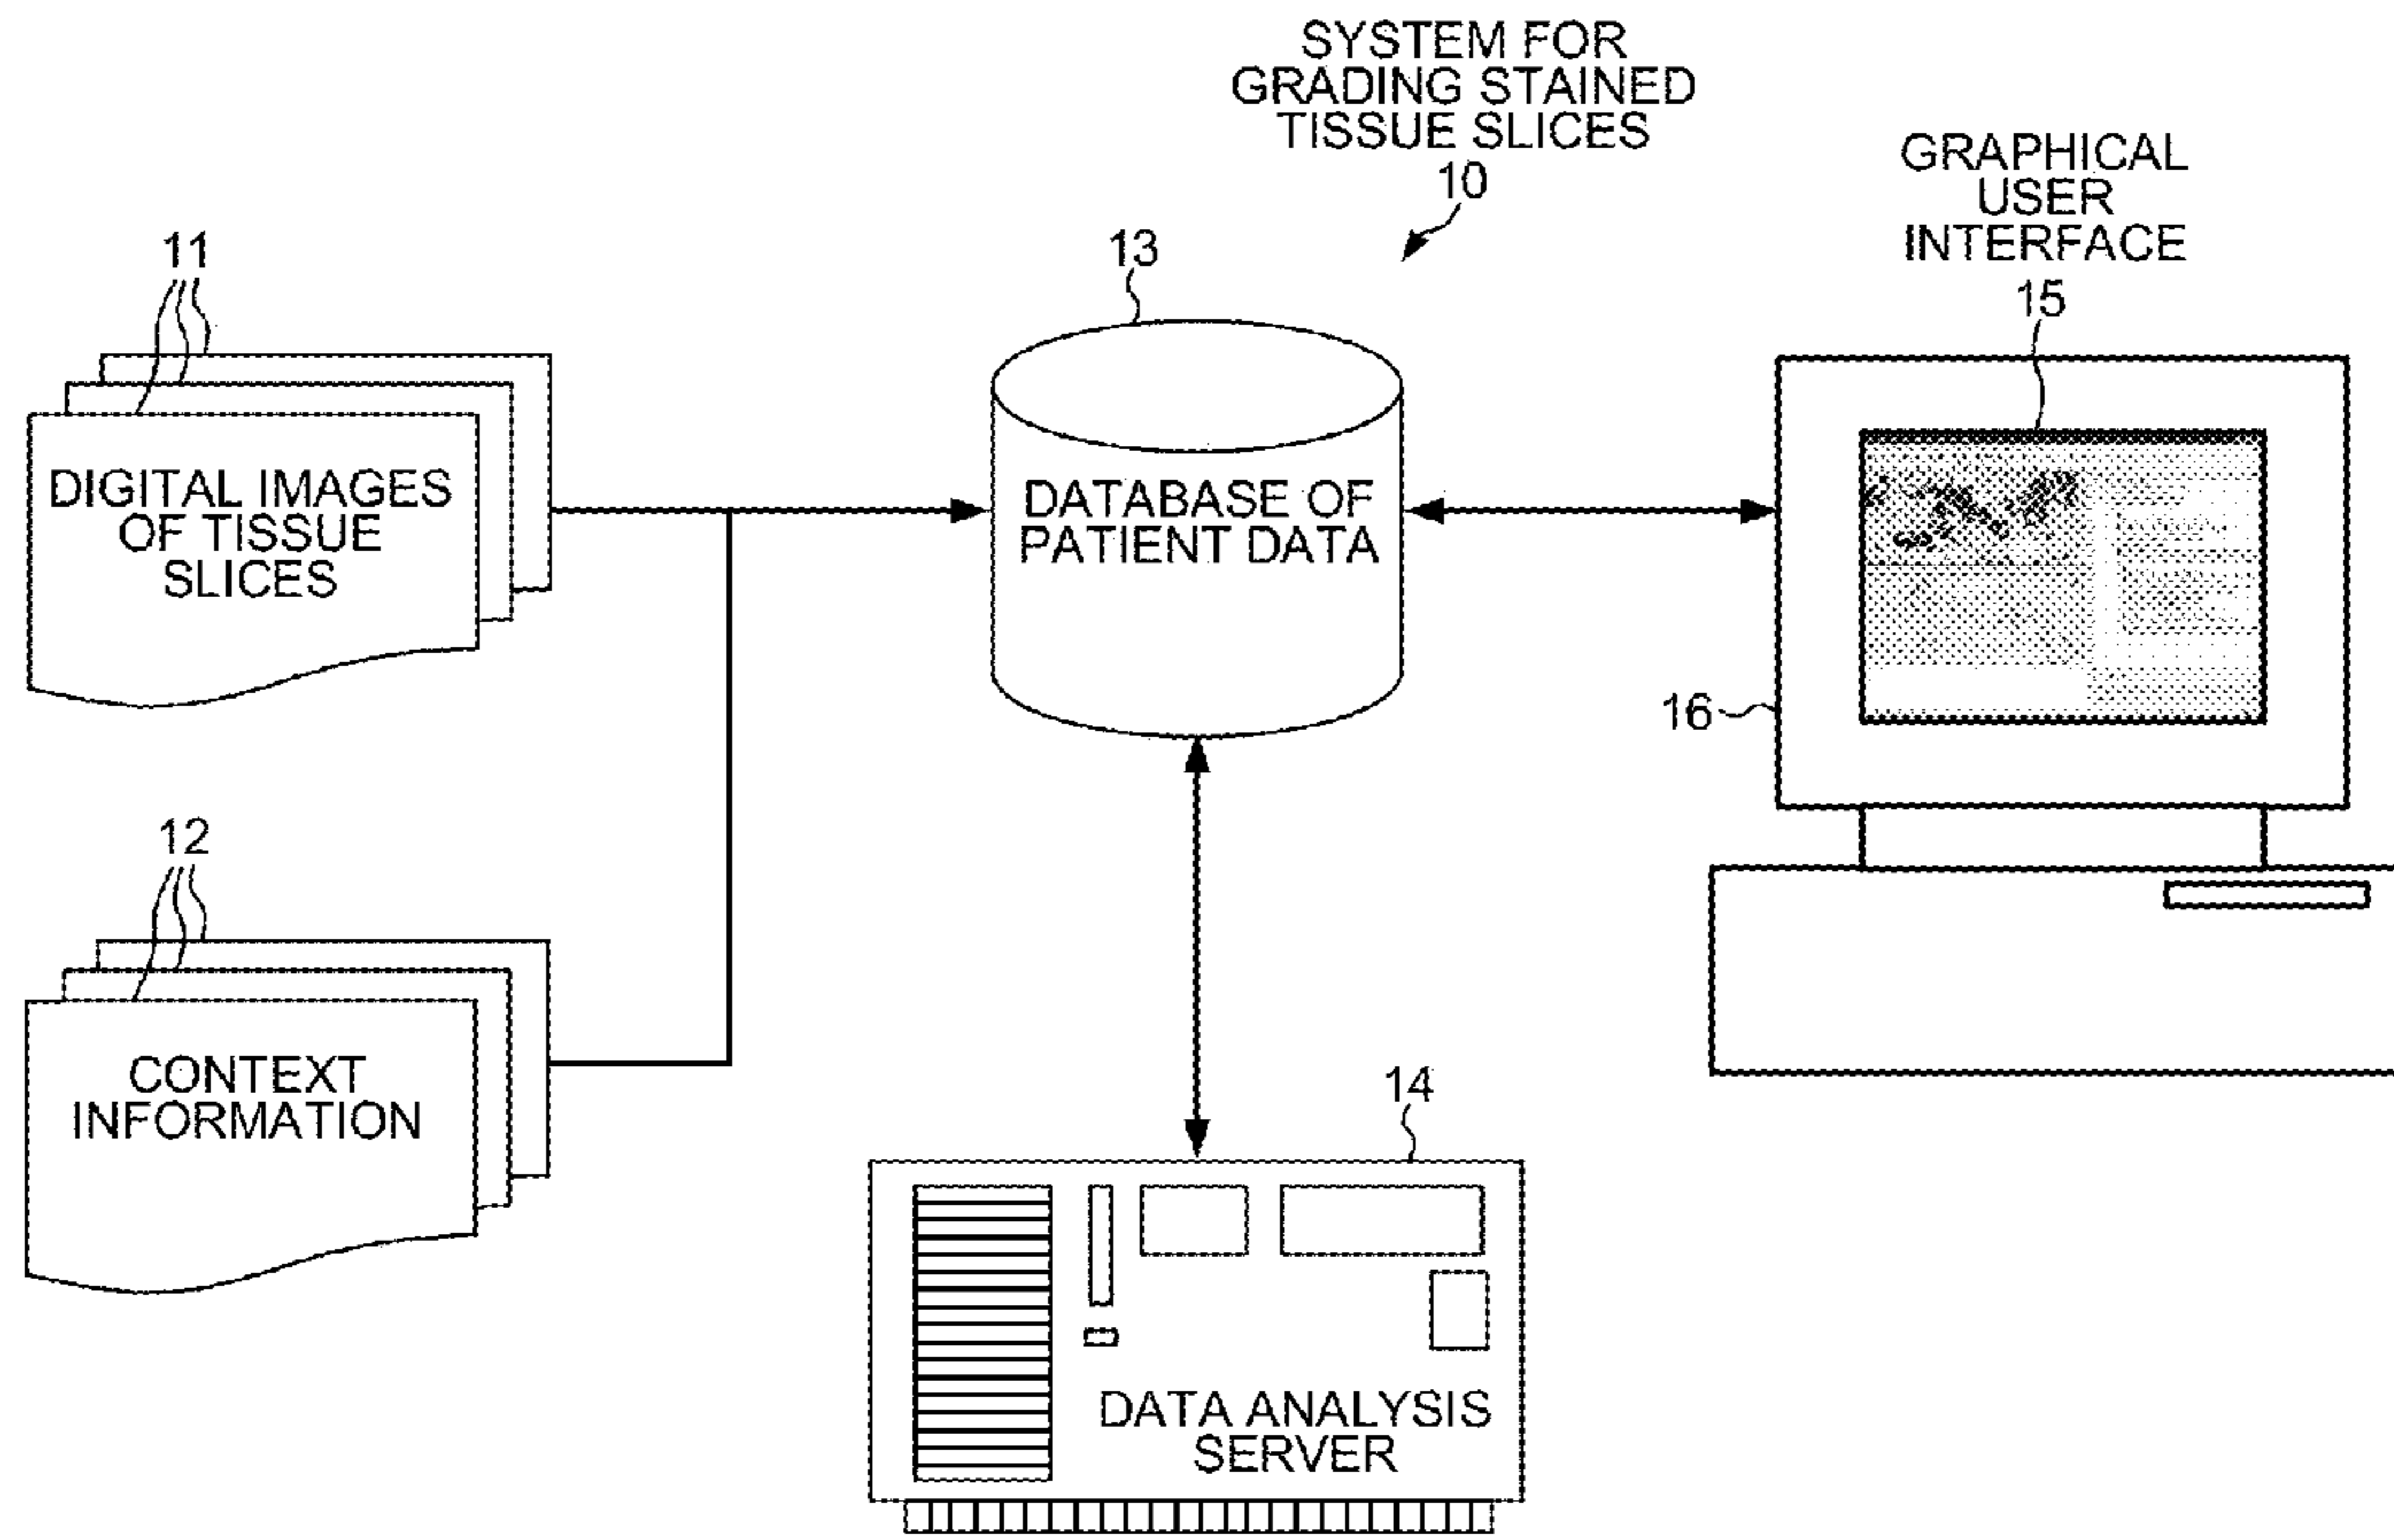 SYSTEM FOR
GRADING STAINED
TISSUE SLICES
10
GRAPHICAL
USER
INTERFACE
15
11
13
DIGITAL IMAGES
OF TISSUE
SLICES
DATABASE OF
PATIENT DATA
16
12
CONTEXT
INFORMATION
14
DATA ANALYSIS
SERVER